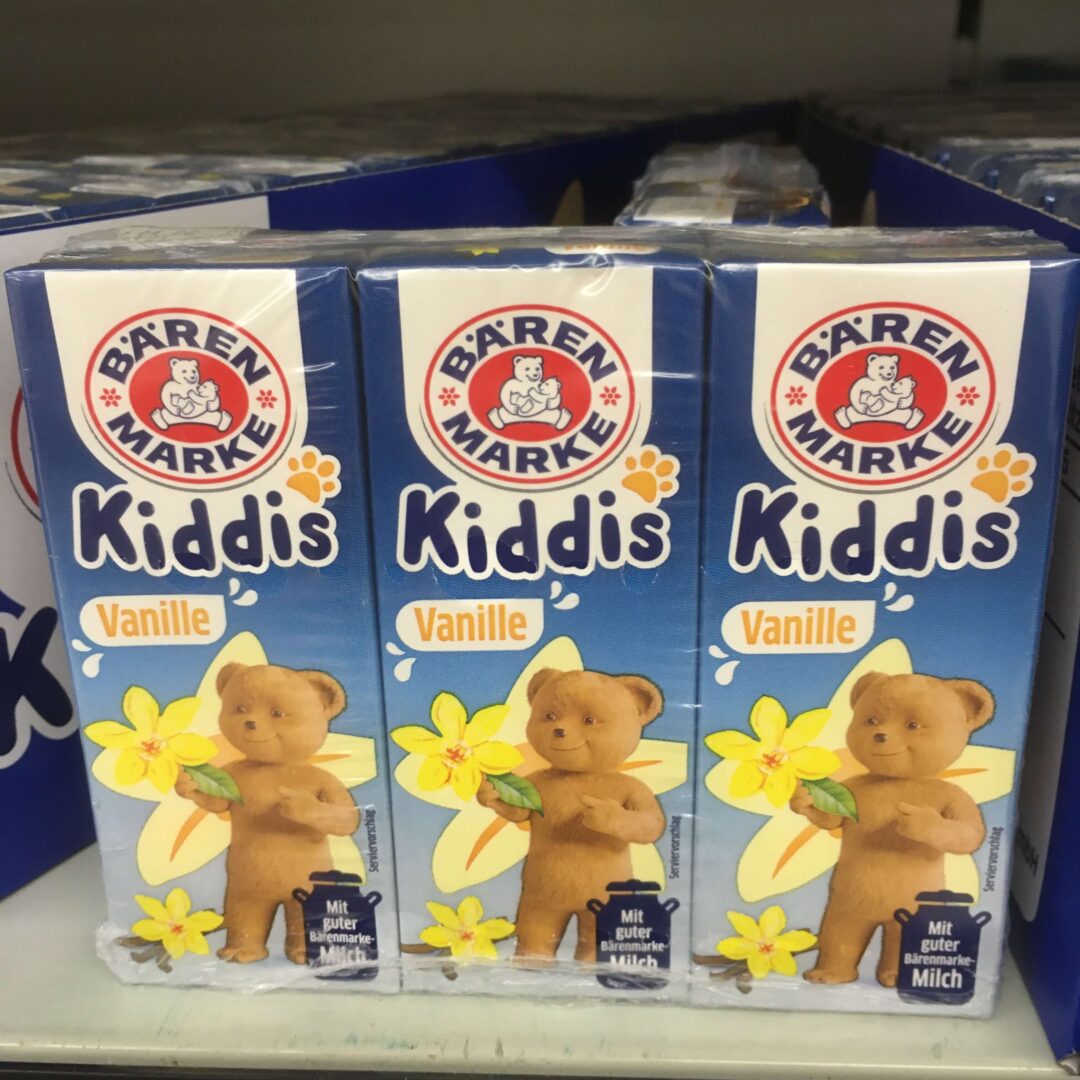 BÄREN
MARKE
Kiddis
Vanille
Serviervorschlag
Mit
guter
Bärenmarke-
Milch
BÄREN
MARKE
Kiddis
Vanille
Serviervorschlag
Mit
guter
Bärenmarke-
Milch
BÄREN
MARKE
Kiddis
Vanille
Serviervorschlag
Mit
guter
Bärenmarke-
Milch